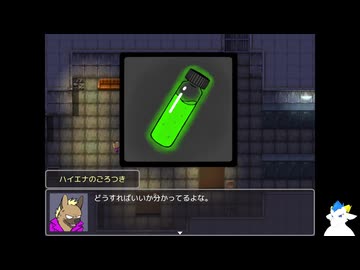 ハイエナのごろつき
どうすればいいか分かってるよな。